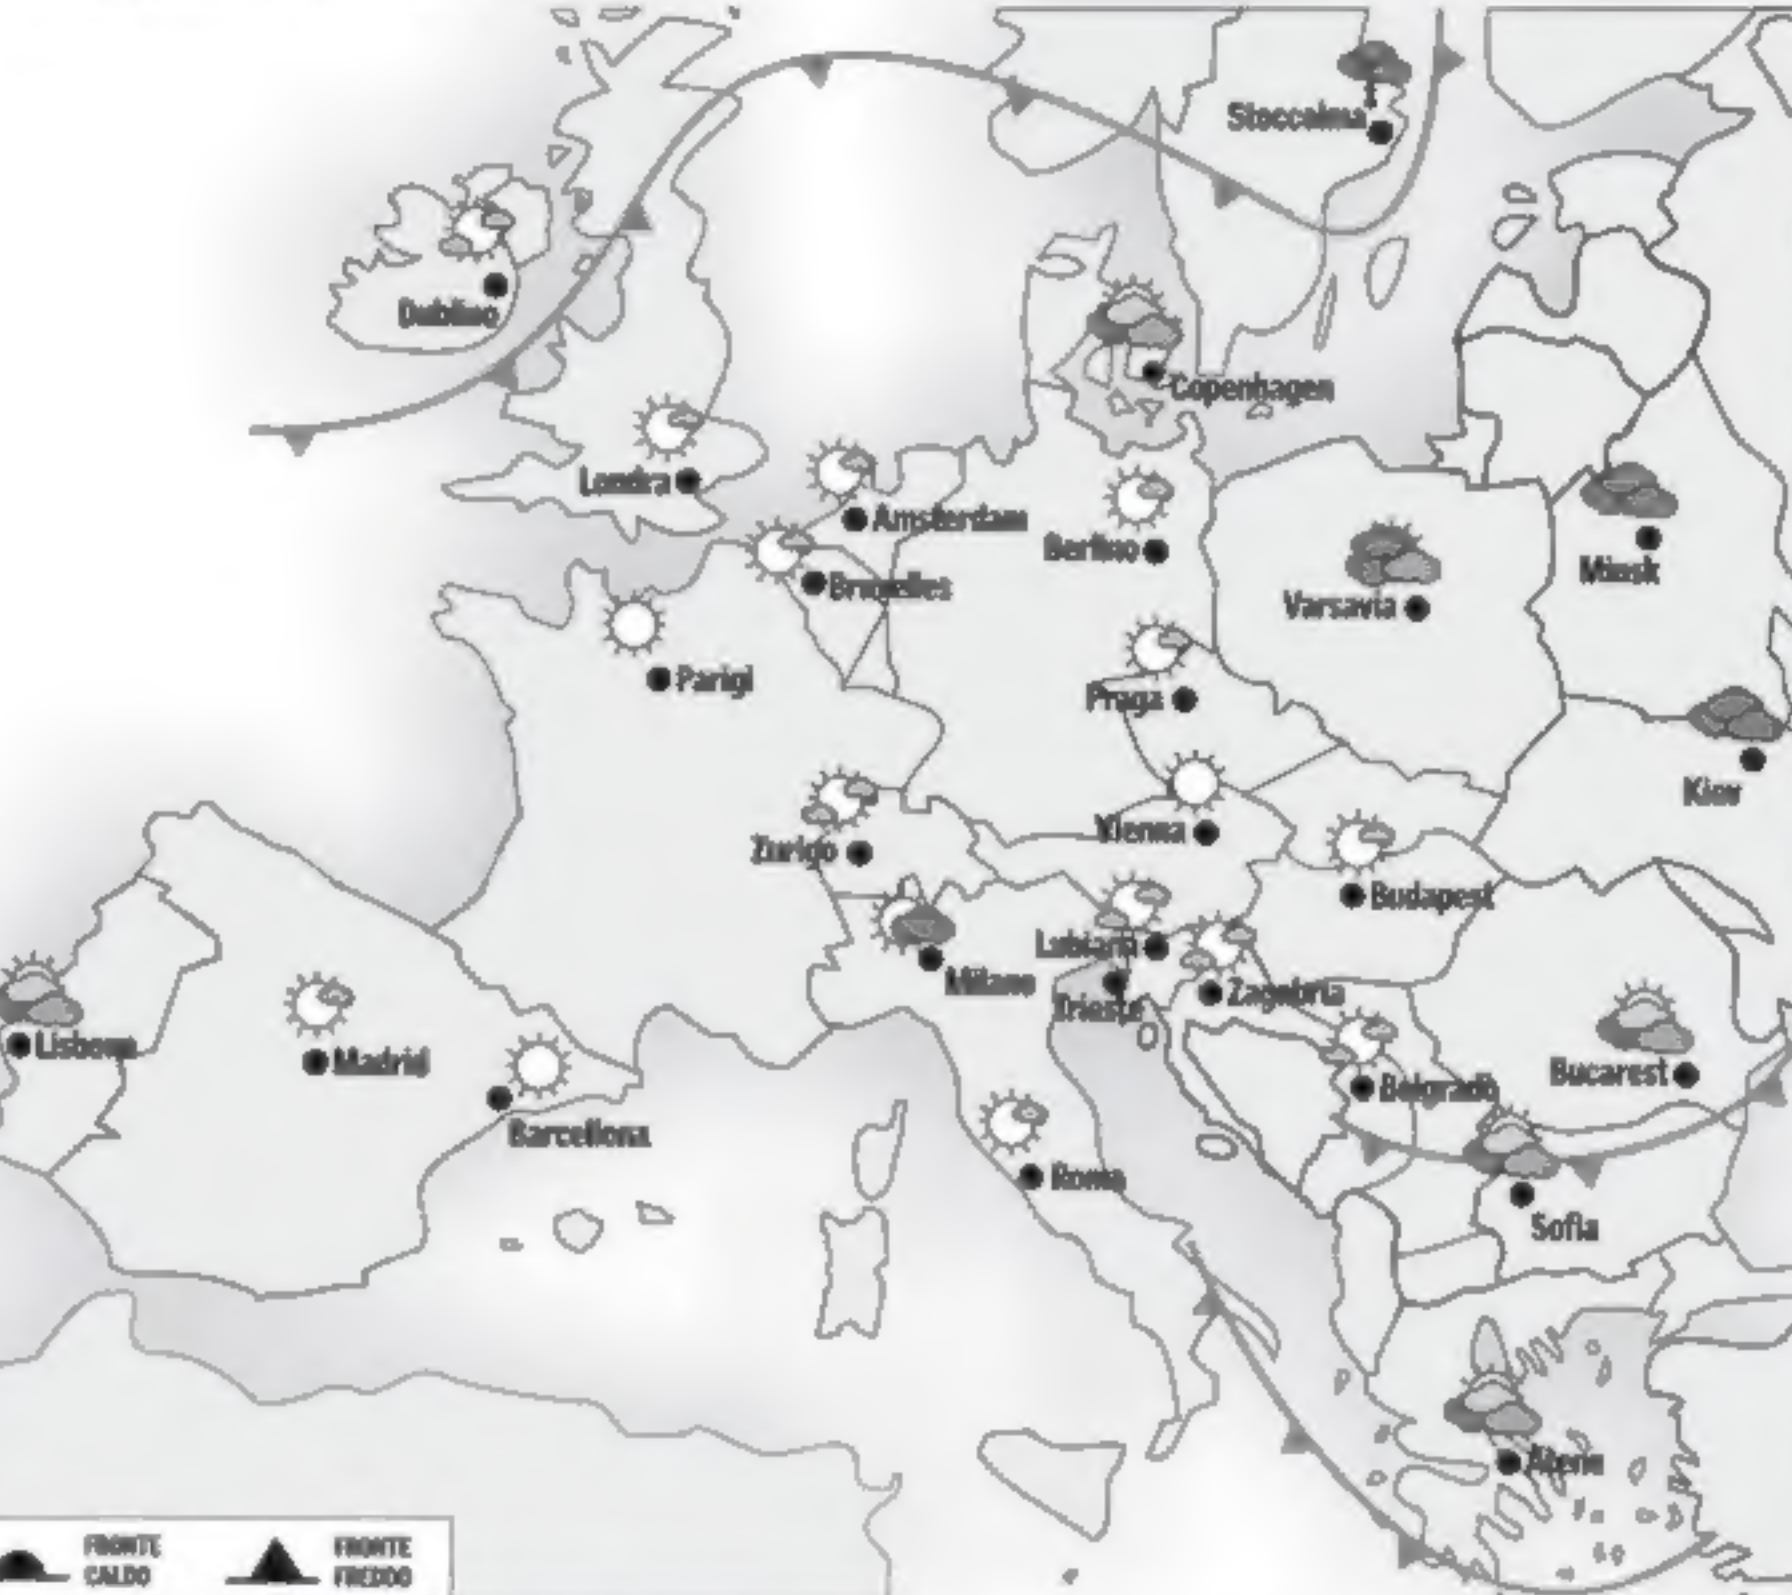 Stoccolma
Dublino
Copenhagen
Londra
Amsterdam
Berlino
Bruxelles
Minsk
Varsavia
Parigi
Praga
Kiev
Vienna
Zurigo
Budapest
Lubiana
Milano
Trieste
Zagabria
Lisbona
Madrid
Bucarest
Belgrado
Barcellona
Roma
Sofia
Atene
FRONTE
CALDO
FRONTE
FREDDO